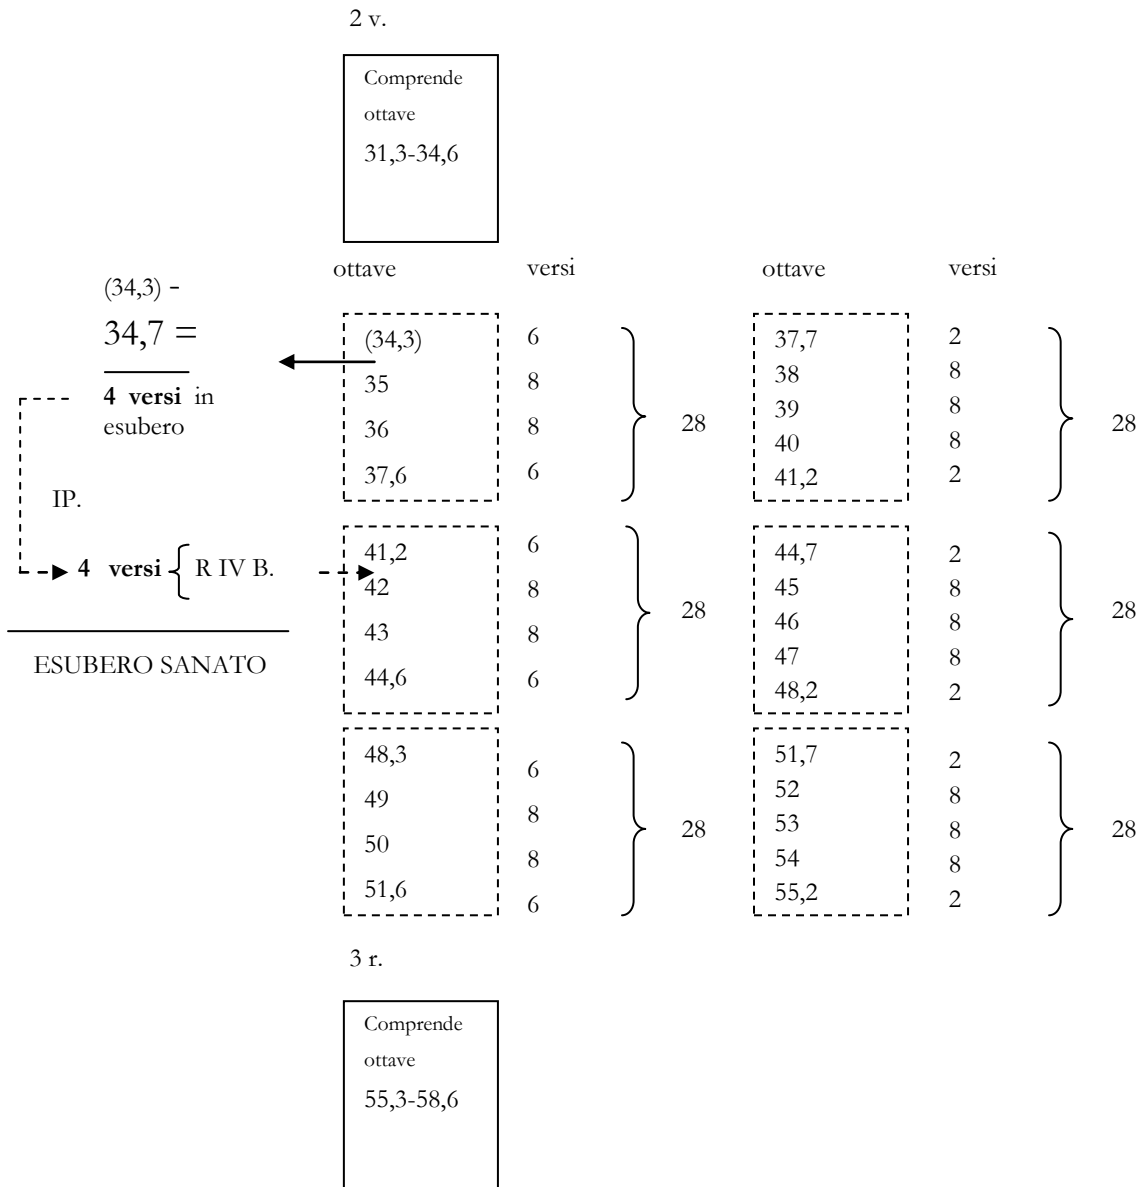 2 v.
Comprende
ottave
31,3-34,6
(34,3) -
34,7 =
4 versi in
esubero
IP.
4 versi { R IV B.
ESUBERO SANATO
ottave versi
(34,3) 6
35 8
36 8
37,6 6
28
ottave versi
37,7 2
38 8
39 8
40 8
41,2 2
28
41,2 6
42 8
43 8
44,6 6
28
44,7 2
45 8
46 8
47 8
48,2 2
28
48,3 6
49 8
50 8
51,6 6
28
51,7 2
52 8
53 8
54 8
55,2 2
28
3 r.
Comprende
ottave
55,3-58,6